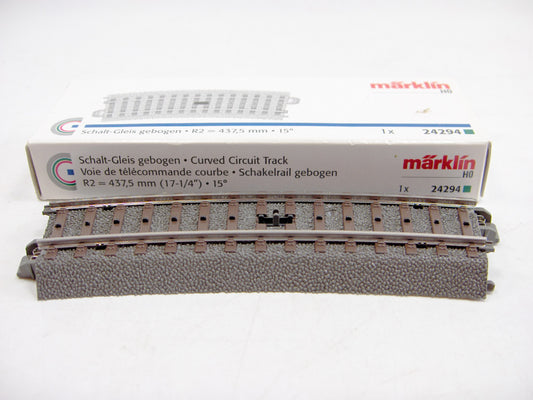 märklin
H0
Schalt-Gleis gebogen • R2 = 437,5 mm • 15°
1 x 24294
Schalt-Gleis gebogen • Curved Circuit Track
Voie de télécommande courbe • Schakelrail gebogen
R2 = 437,5 mm (17-1/4") • 15°
märklin
H0
1x 24294